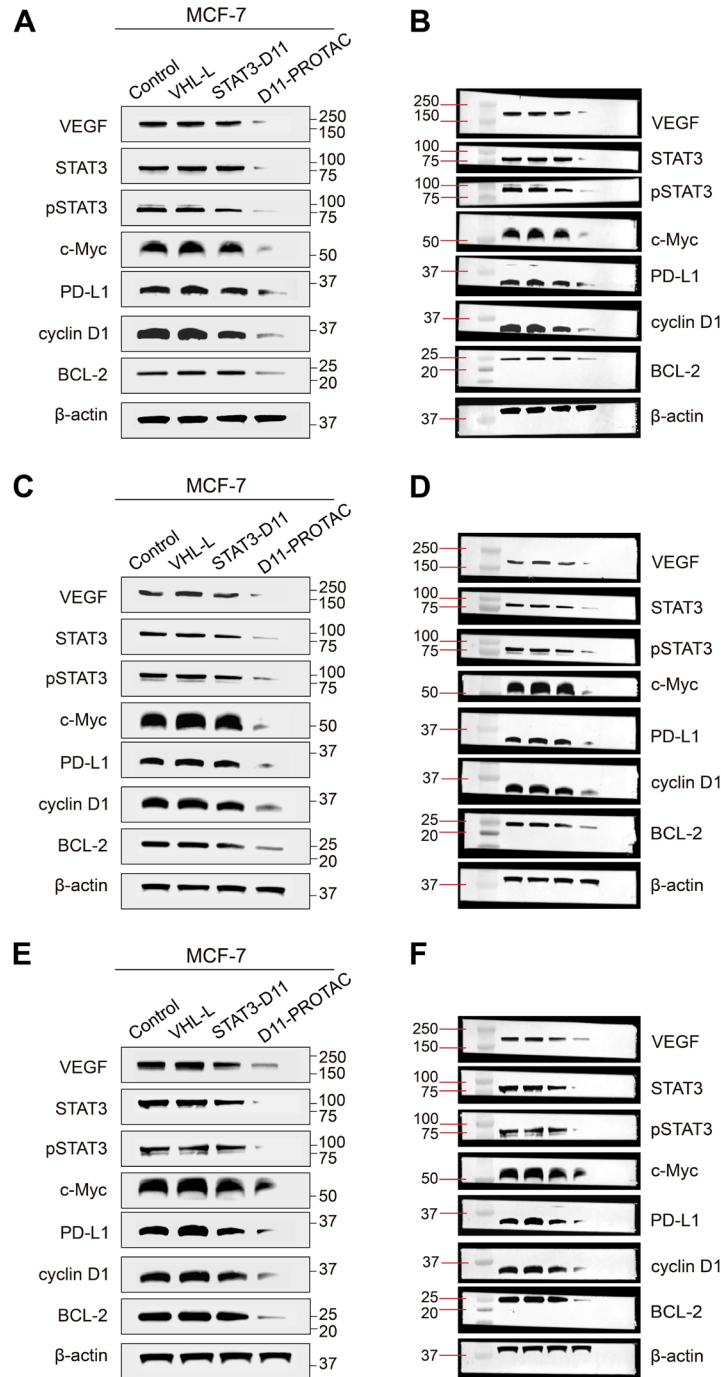 A
MCF-7
Control
VHL-L
STAT3-D11
D11-PROTAC
VEGF
250
150
STAT3
100
75
pSTAT3
100
75
c-Myc
50
PD-L1
37
cyclin D1
37
BCL-2
25
20
β-actin
37
B
250
150
VEGF
100
75
STAT3
100
75
pSTAT3
50
c-Myc
37
PD-L1
37
cyclin D1
25
20
BCL-2
37
β-actin
C
MCF-7
Control
VHL-L
STAT3-D11
D11-PROTAC
VEGF
250
150
STAT3
100
75
pSTAT3
100
75
c-Myc
50
PD-L1
37
cyclin D1
37
BCL-2
25
20
β-actin
37
D
250
150
VEGF
100
75
STAT3
100
75
pSTAT3
50
c-Myc
37
PD-L1
37
cyclin D1
25
20
BCL-2
37
β-actin
E
MCF-7
Control
VHL-L
STAT3-D11
D11-PROTAC
VEGF
250
150
STAT3
100
75
pSTAT3
100
75
c-Myc
50
PD-L1
37
cyclin D1
37
BCL-2
25
20
β-actin
37
F
250
150
VEGF
100
75
STAT3
100
75
pSTAT3
50
c-Myc
37
PD-L1
37
cyclin D1
25
20
BCL-2
37
β-actin